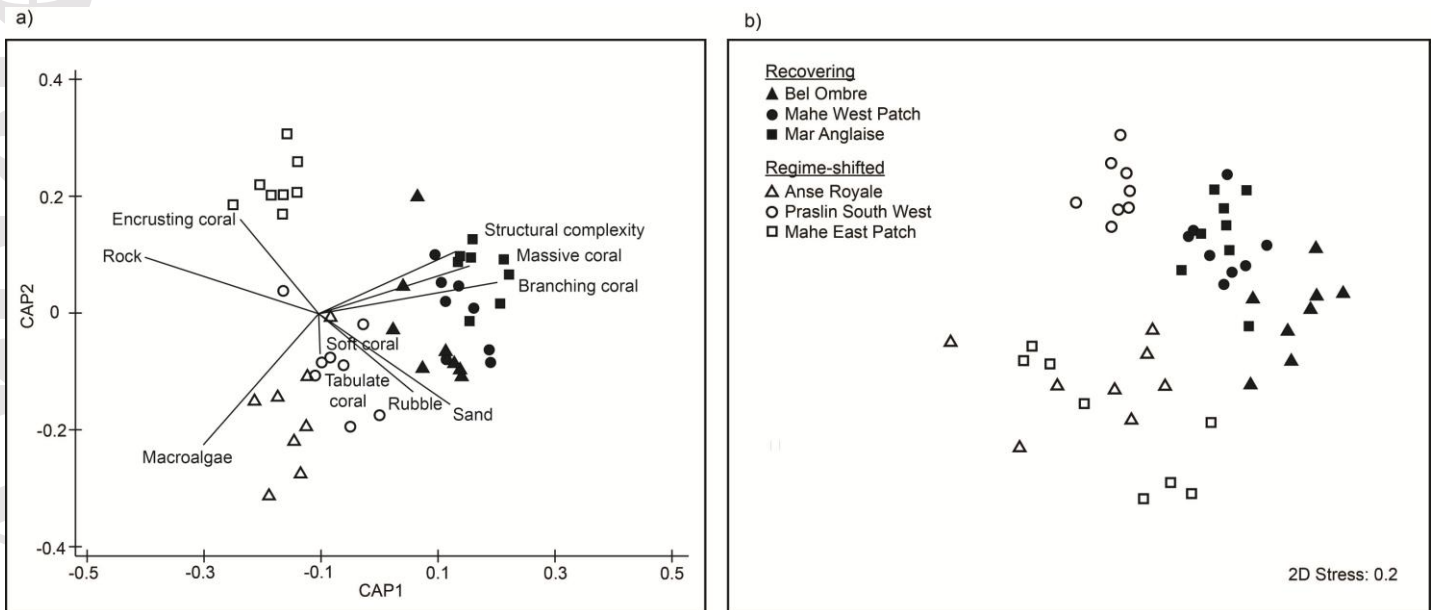 a)
0.4
0.2
0
-0.2
-0.4
CAP2
-0.5
-0.3
-0.1
0.1
0.3
0.5
CAP1
Encrusting coral
Rock
Structural complexity
Massive coral
Branching coral
Soft coral
Tabulate
coral
Rubble
Sand
Macroalgae
b)
Recovering
Bel Ombre
Mahe West Patch
Mar Anglaise
Regime-shifted
Anse Royale
Praslin South West
Mahe East Patch
2D Stress: 0.2